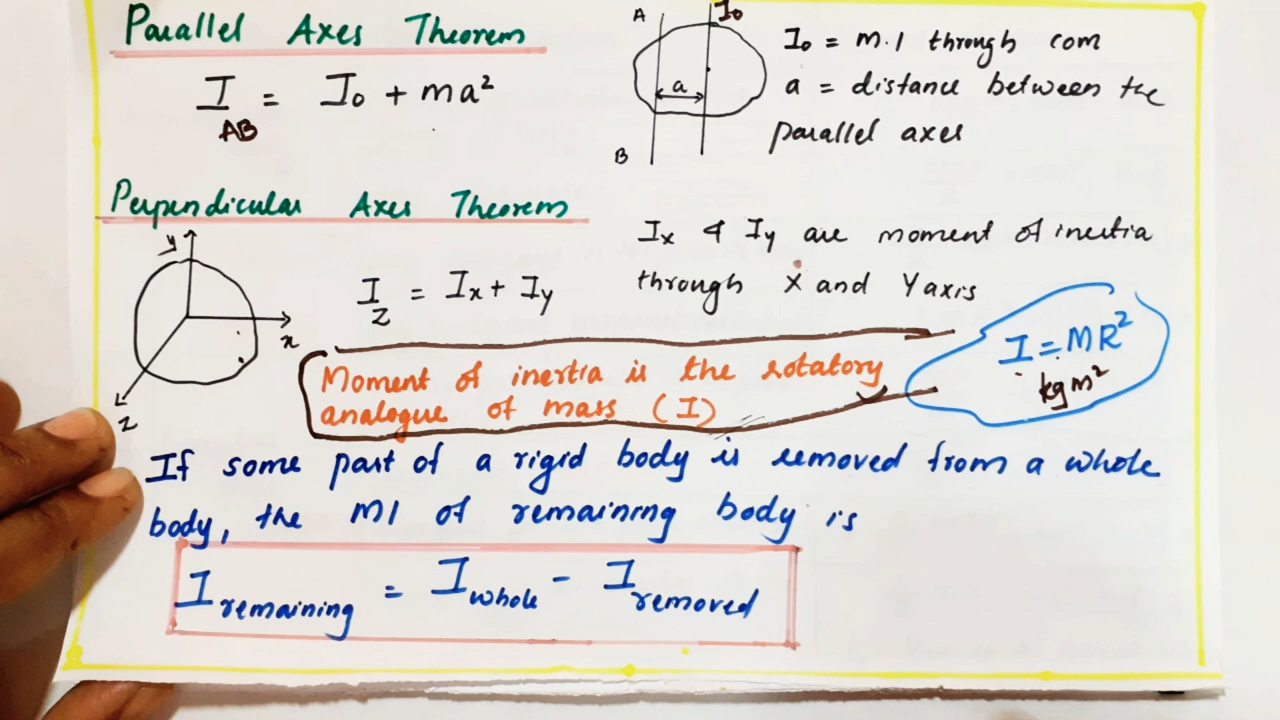 Parallel Axes Theorem
I_AB = I₀ + ma²
A I₀
a
B
I₀ = m.I through com
a = distance between the
parallel axes
Perpendicular Axes Theorem
y
x
z
I_z = Ix + Iy
Ix & Iy are moment of inertia
through X and Y axis
Moment of inertia is the rotatory
analogue of mass (I)
I = MR²
kgm²
If some part of a rigid body is removed from a whole
body, the MI of remaining body is
I remaining = I whole - I removed